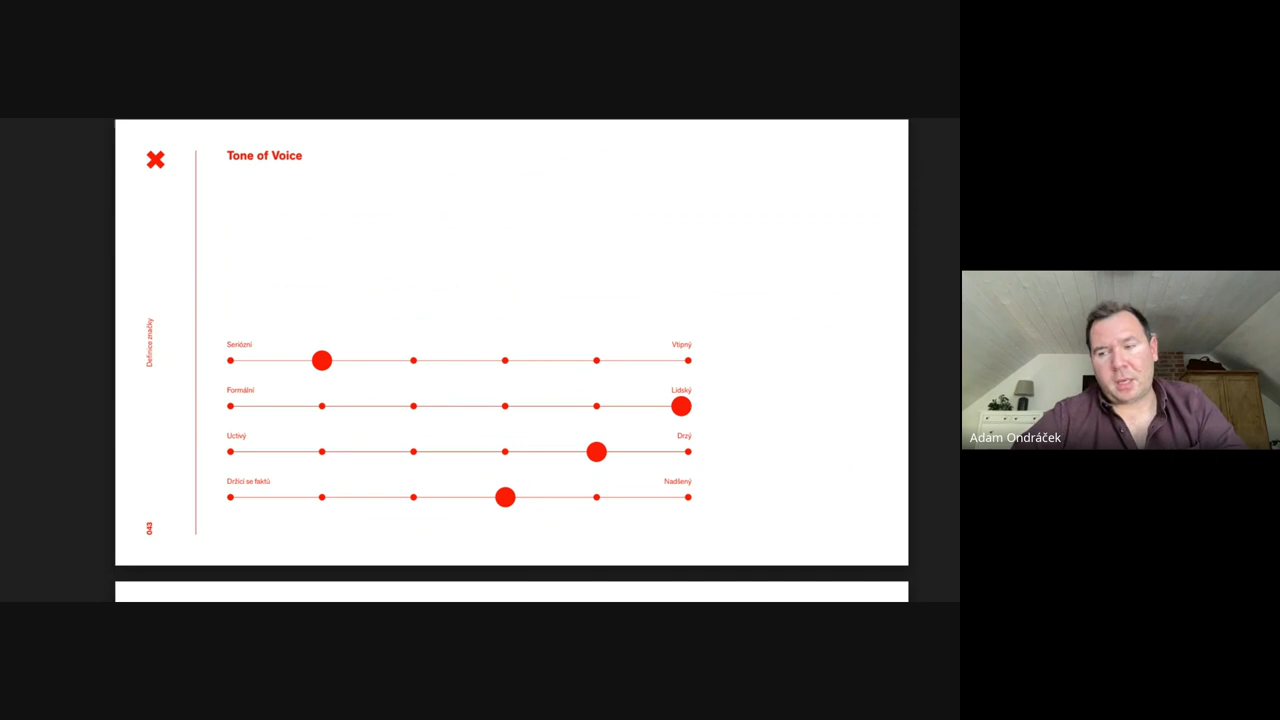 Tone of Voice
Definice značky
Seriózní
Vtipný
Formální
Lidský
Uctivý
Drzý
Držící se faktů
Nadšený
043
Adam Ondráček